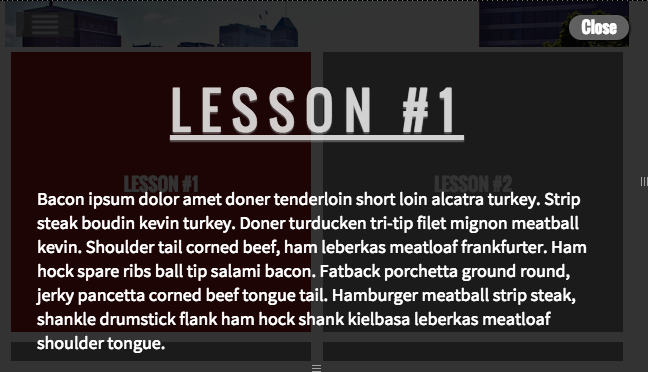 Close
LESSON #1
LESSON #1
LESSON #2
Bacon ipsum dolor amet doner tenderloin short loin alcatra turkey. Strip
steak boudin kevin turkey. Doner turducken tri-tip filet mignon meatball
kevin. Shoulder tail corned beef, ham leberkas meatloaf frankfurter. Ham
hock spare ribs ball tip salami bacon. Fatback porchetta ground round,
jerky pancetta corned beef tongue tail. Hamburger meatball strip steak,
shankle drumstick flank ham hock shank kielbasa leberkas meatloaf
shoulder tongue.